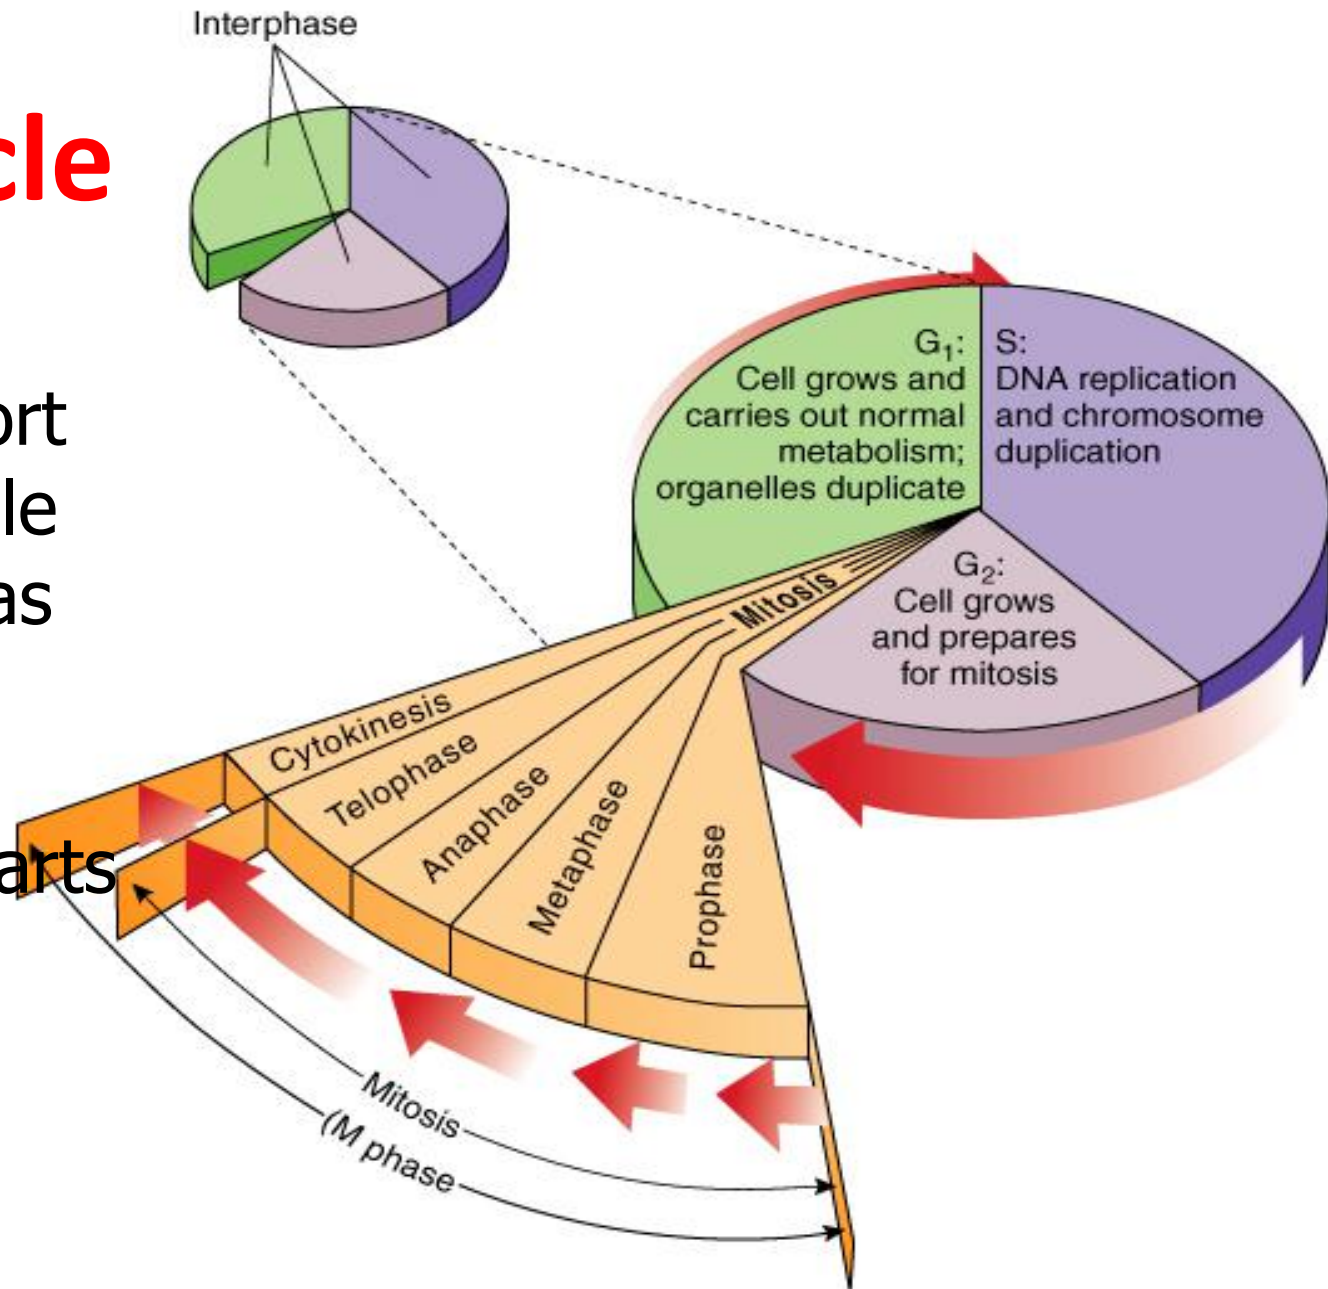 Interphase
cle
ort
le
as
arts
G1:
Cell grows and
carries out normal
metabolism;
organelles duplicate
S:
DNA replication
and chromosome
duplication
G2:
Cell grows
and prepares
for mitosis
Mitosis
Cytokinesis
Telophase
Anaphase
Metaphase
Prophase
Mitosis
(M phase